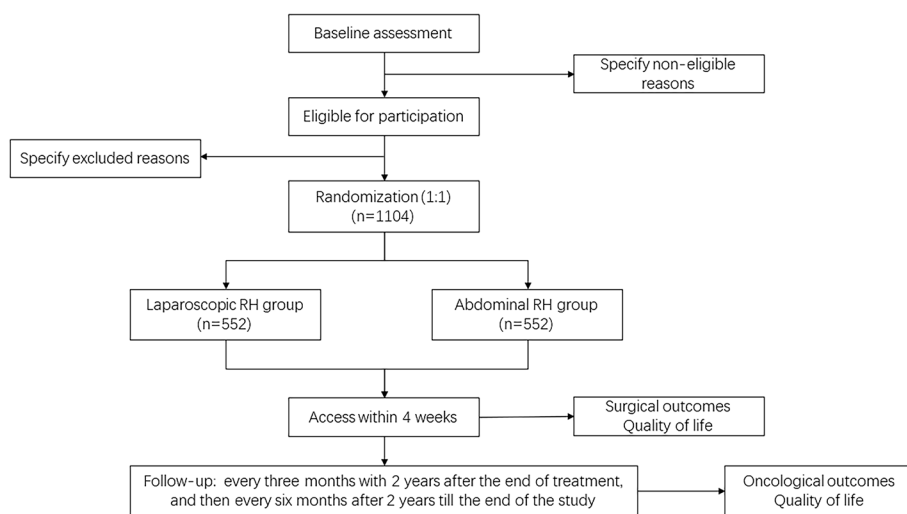 Baseline assessment
Specify non-eligible
reasons
Eligible for participation
Specify excluded reasons
Randomization (1:1)
(n=1104)
Laparoscopic RH group
(n=552)
Abdominal RH group
(n=552)
Access within 4 weeks
Surgical outcomes
Quality of life
Follow-up: every three months with 2 years after the end of treatment,
and then every six months after 2 years till the end of the study
Oncological outcomes
Quality of life